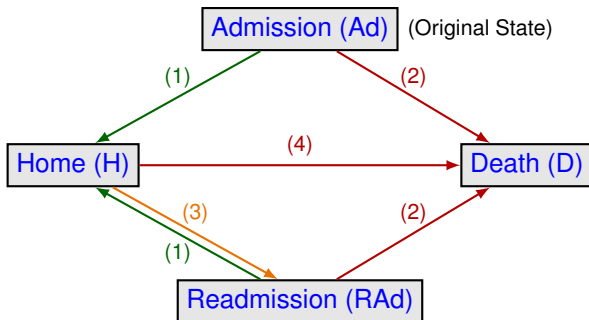 Admission (Ad) (Original State)
(1) (2)
(4)
Home (H) Death (D)
(3) (2)
(1)
Readmission (RAd)